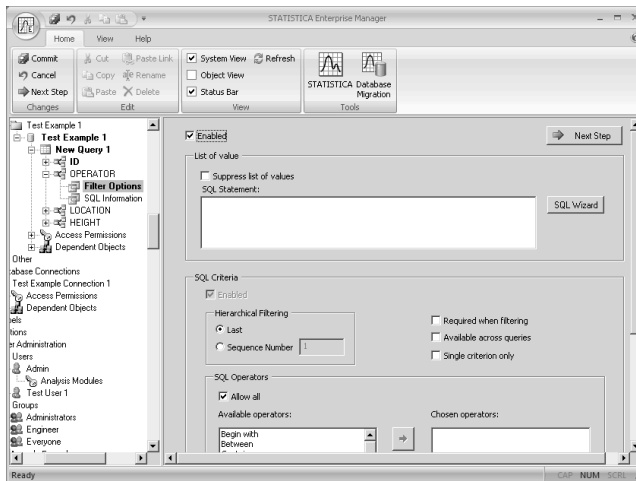 STATISTICA Enterprise Manager
Home View Help
Commit
Cancel
Next Step
Changes
Cut
Copy
Paste
Paste Link
Rename
Delete
Edit
System View
Object View
Status Bar
Refresh
View
STATISTICA
Database Migration
Tools
Test Example 1
Test Example 1
New Query 1
ID
OPERATOR
Filter Options
SQL Information
LOCATION
HEIGHT
Access Permissions
Dependent Objects
Other
abase Connections
Test Example Connection 1
Access Permissions
Dependent Objects
els
tions
er Administration
Users
Admin
Analysis Modules
Test User 1
Groups
Administrators
Engineer
Everyone
Enabled
Next Step
List of value
Suppress list of values
SQL Statement:
SQL Wizard
SQL Criteria
Enabled
Hierarchical Filtering
Last
Sequence Number 1
Required when filtering
Available across queries
Single criterion only
SQL Operators
Allow all
Available operators:
Chosen operators:
Begin with
Between
Ready
CAP NUM SCRL